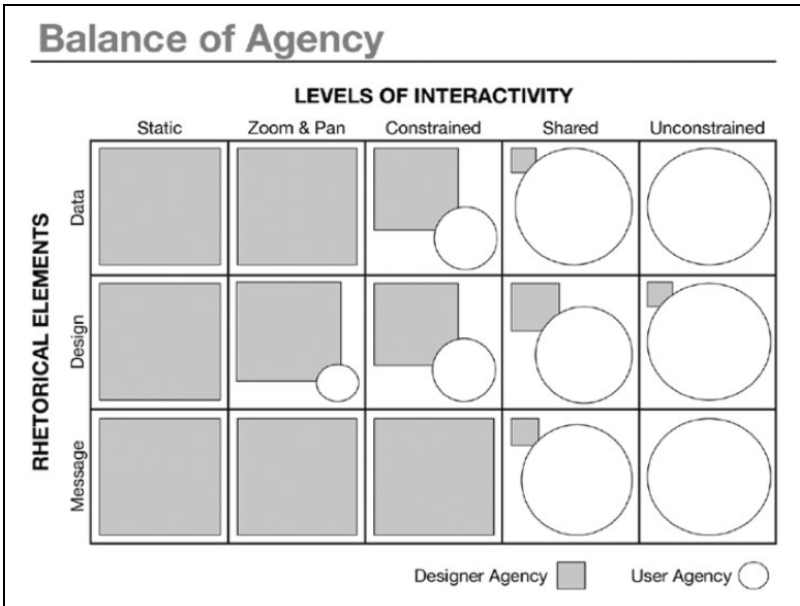 Balance of Agency
LEVELS OF INTERACTIVITY
Static Zoom & Pan Constrained Shared Unconstrained
RHETORICAL ELEMENTS
Data
Design
Message
Designer Agency User Agency